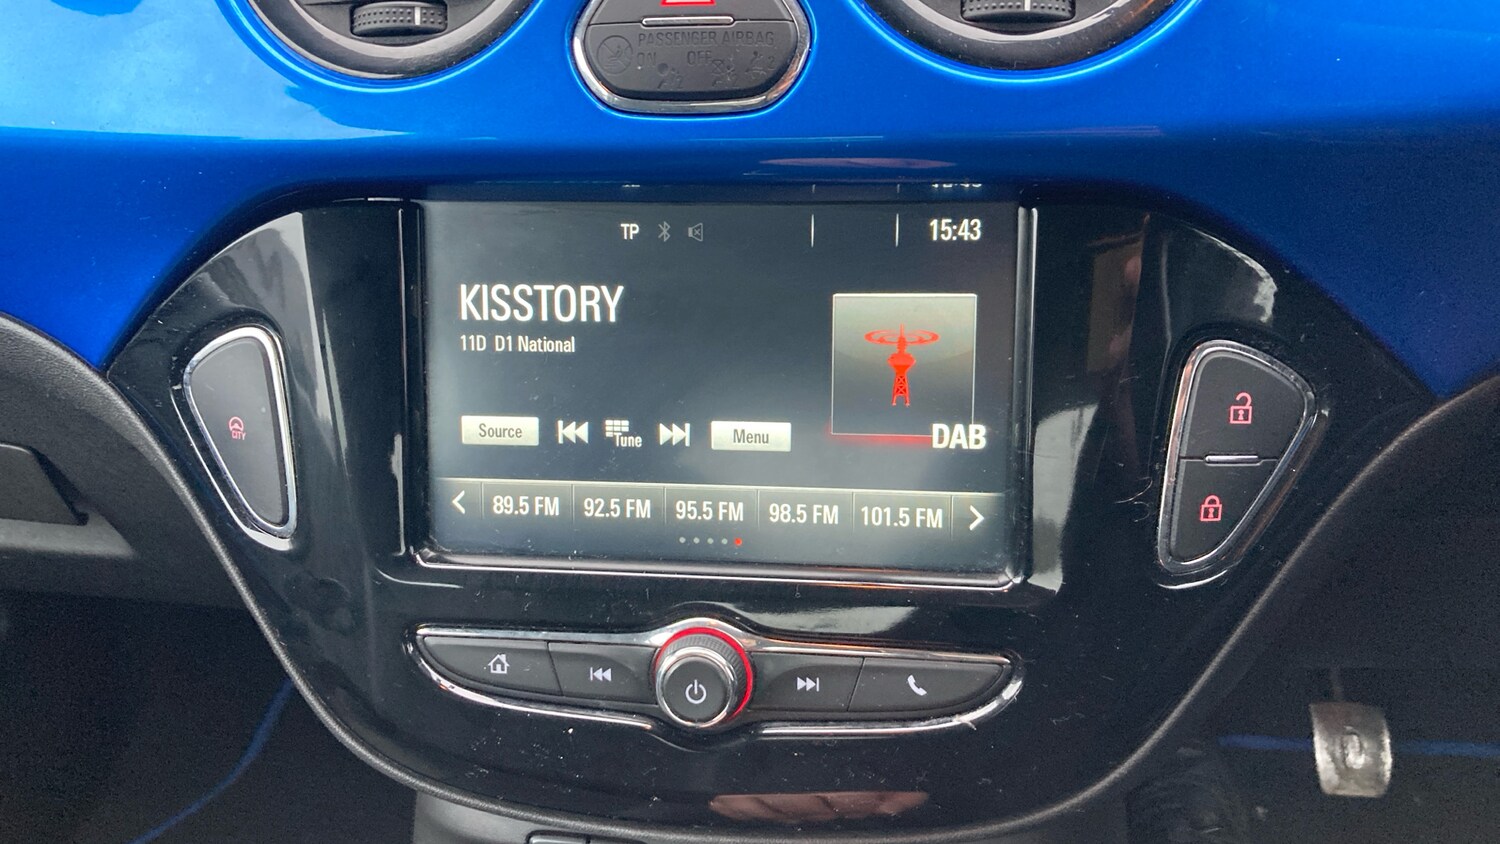 PASSENGER AIRBAG
ON OFF
TP 15:43
KISSTORY
11D D1 National
Source Tune Menu
DAB
89.5 FM 92.5 FM 95.5 FM 98.5 FM 101.5 FM
CITY